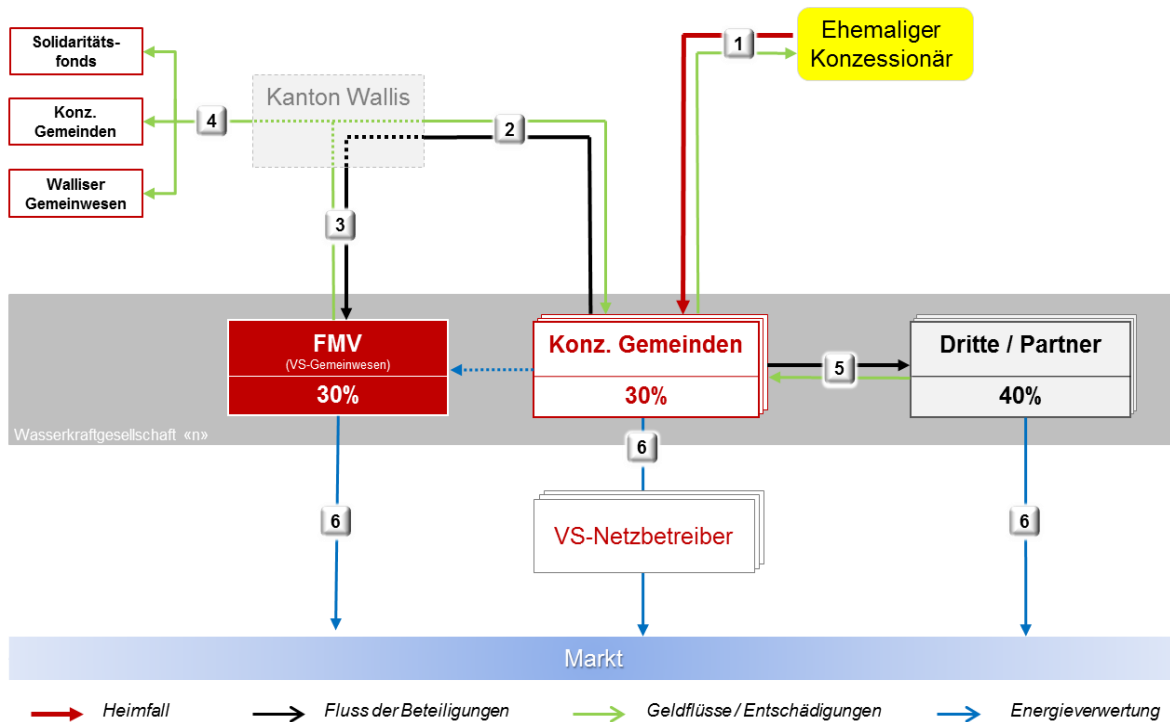 Solidaritäts-
fonds
Konz.
Gemeinden
Walliser
Gemeinwesen
4
Kanton Wallis
2
3
1
Ehemaliger
Konzessionär
FMV
(VS-Gemeinwesen)
30%
Konz. Gemeinden
30%
5
Dritte / Partner
40%
Wasserkraftgesellschaft «n»
6
6
6
VS-Netzbetreiber
Markt
Heimfall
Fluss der Beteiligungen
Geldflüsse / Entschädigungen
Energieverwertung